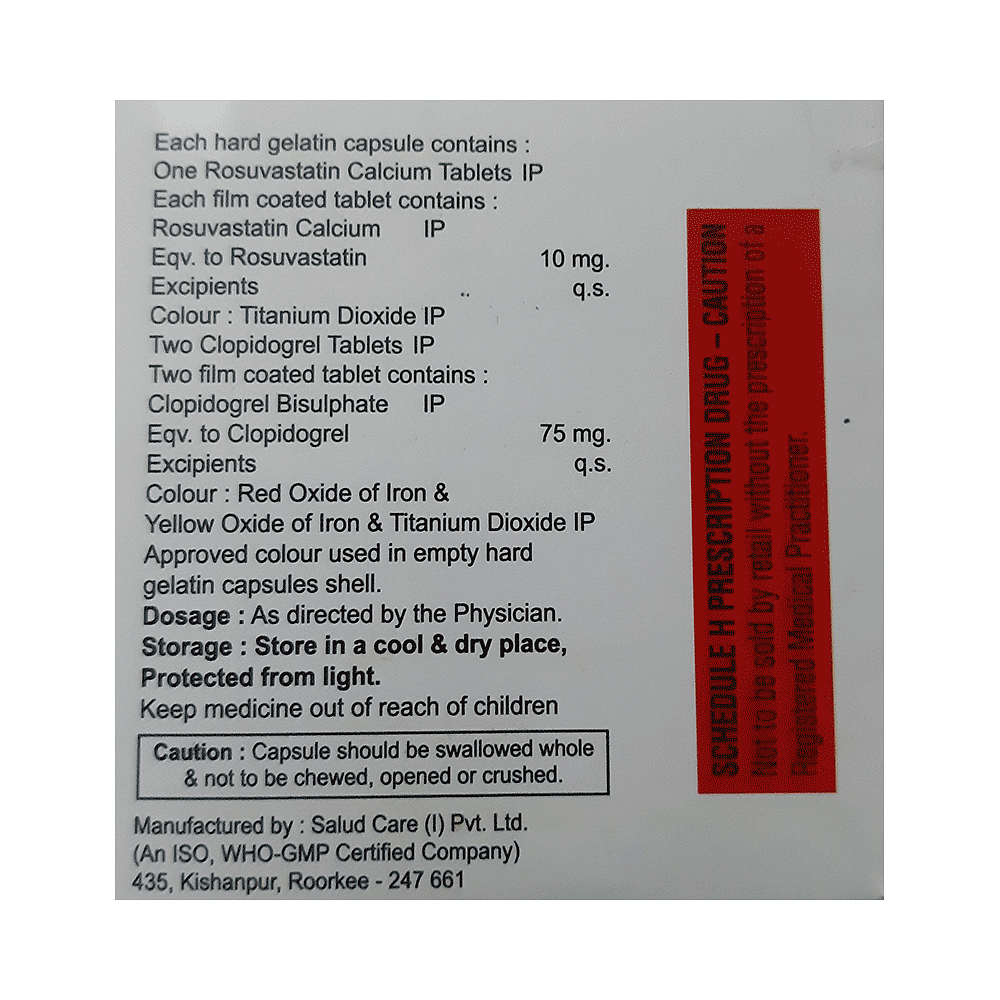 Each hard gelatin capsule contains :
One Rosuvastatin Calcium Tablets IP
Each film coated tablet contains :
Rosuvastatin Calcium IP
Eqv. to Rosuvastatin 10 mg.
Excipients q.s.
Colour : Titanium Dioxide IP
Two Clopidogrel Tablets IP
Two film coated tablet contains :
Clopidogrel Bisulphate IP
Eqv. to Clopidogrel 75 mg.
Excipients q.s.
Colour : Red Oxide of Iron &
Yellow Oxide of Iron & Titanium Dioxide IP
Approved colour used in empty hard
gelatin capsules shell.
Dosage : As directed by the Physician.
Storage : Store in a cool & dry place,
Protected from light.
Keep medicine out of reach of children
Caution : Capsule should be swallowed whole
& not to be chewed, opened or crushed.
Manufactured by : Salud Care (I) Pvt. Ltd.
(An ISO, WHO-GMP Certified Company)
435, Kishanpur, Roorkee - 247 661
SCHEDULE H PRESCRIPTION DRUG – CAUTION
Not to be sold by retail without the prescription of a
Registered Medical Practitioner.